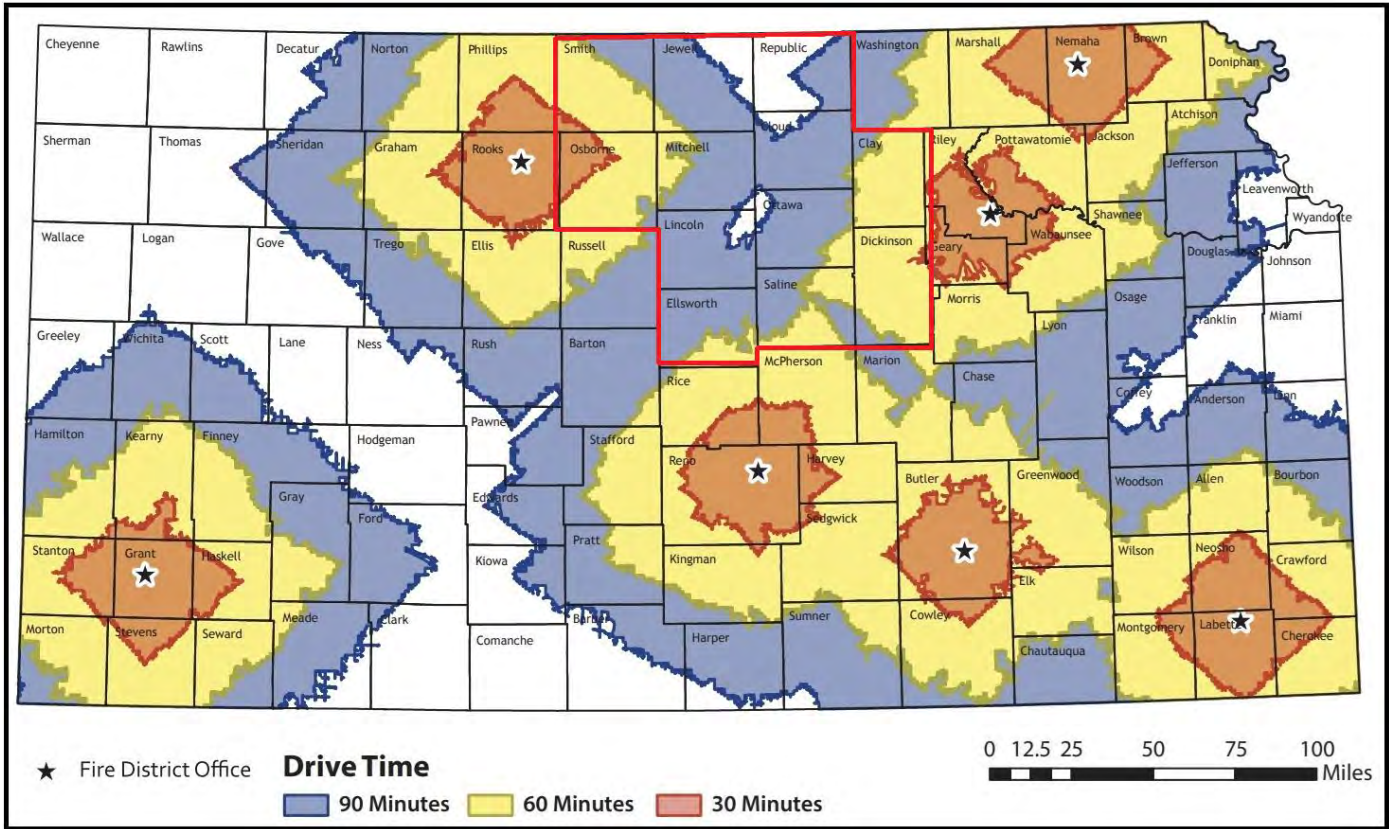 Cheyenne
Rawlins
Decatur
Norton
Phillips
Smith
Jewell
Republic
Washington
Marshall
Nemaha
Brown
Doniphan
Sherman
Thomas
Sheridan
Graham
Rooks
Osborne
Mitchell
Cloud
Clay
Riley
Pottawatomie
Jackson
Atchison
Jefferson
Leavenworth
Wyandotte
Wallace
Logan
Gove
Trego
Ellis
Russell
Lincoln
Ottawa
Dickinson
Geary
Wabaunsee
Shawnee
Douglas
Johnson
Greeley
Wichita
Scott
Lane
Ness
Rush
Barton
Ellsworth
Saline
Morris
Lyon
Osage
Franklin
Miami
Hamilton
Kearny
Finney
Hodgeman
Pawnee
Stafford
Rice
McPherson
Marion
Chase
Coffey
Anderson
Linn
Gray
Ford
Edwards
Reno
Harvey
Butler
Greenwood
Woodson
Allen
Bourbon
Stanton
Grant
Haskell
Kiowa
Pratt
Kingman
Sedgwick
Elk
Wilson
Neosho
Crawford
Morton
Stevens
Seward
Meade
Clark
Comanche
Barber
Harper
Sumner
Cowley
Chautauqua
Montgomery
Labette
Cherokee
Fire District Office
Drive Time
90 Minutes
60 Minutes
30 Minutes
0 12.5 25 50 75 100
Miles